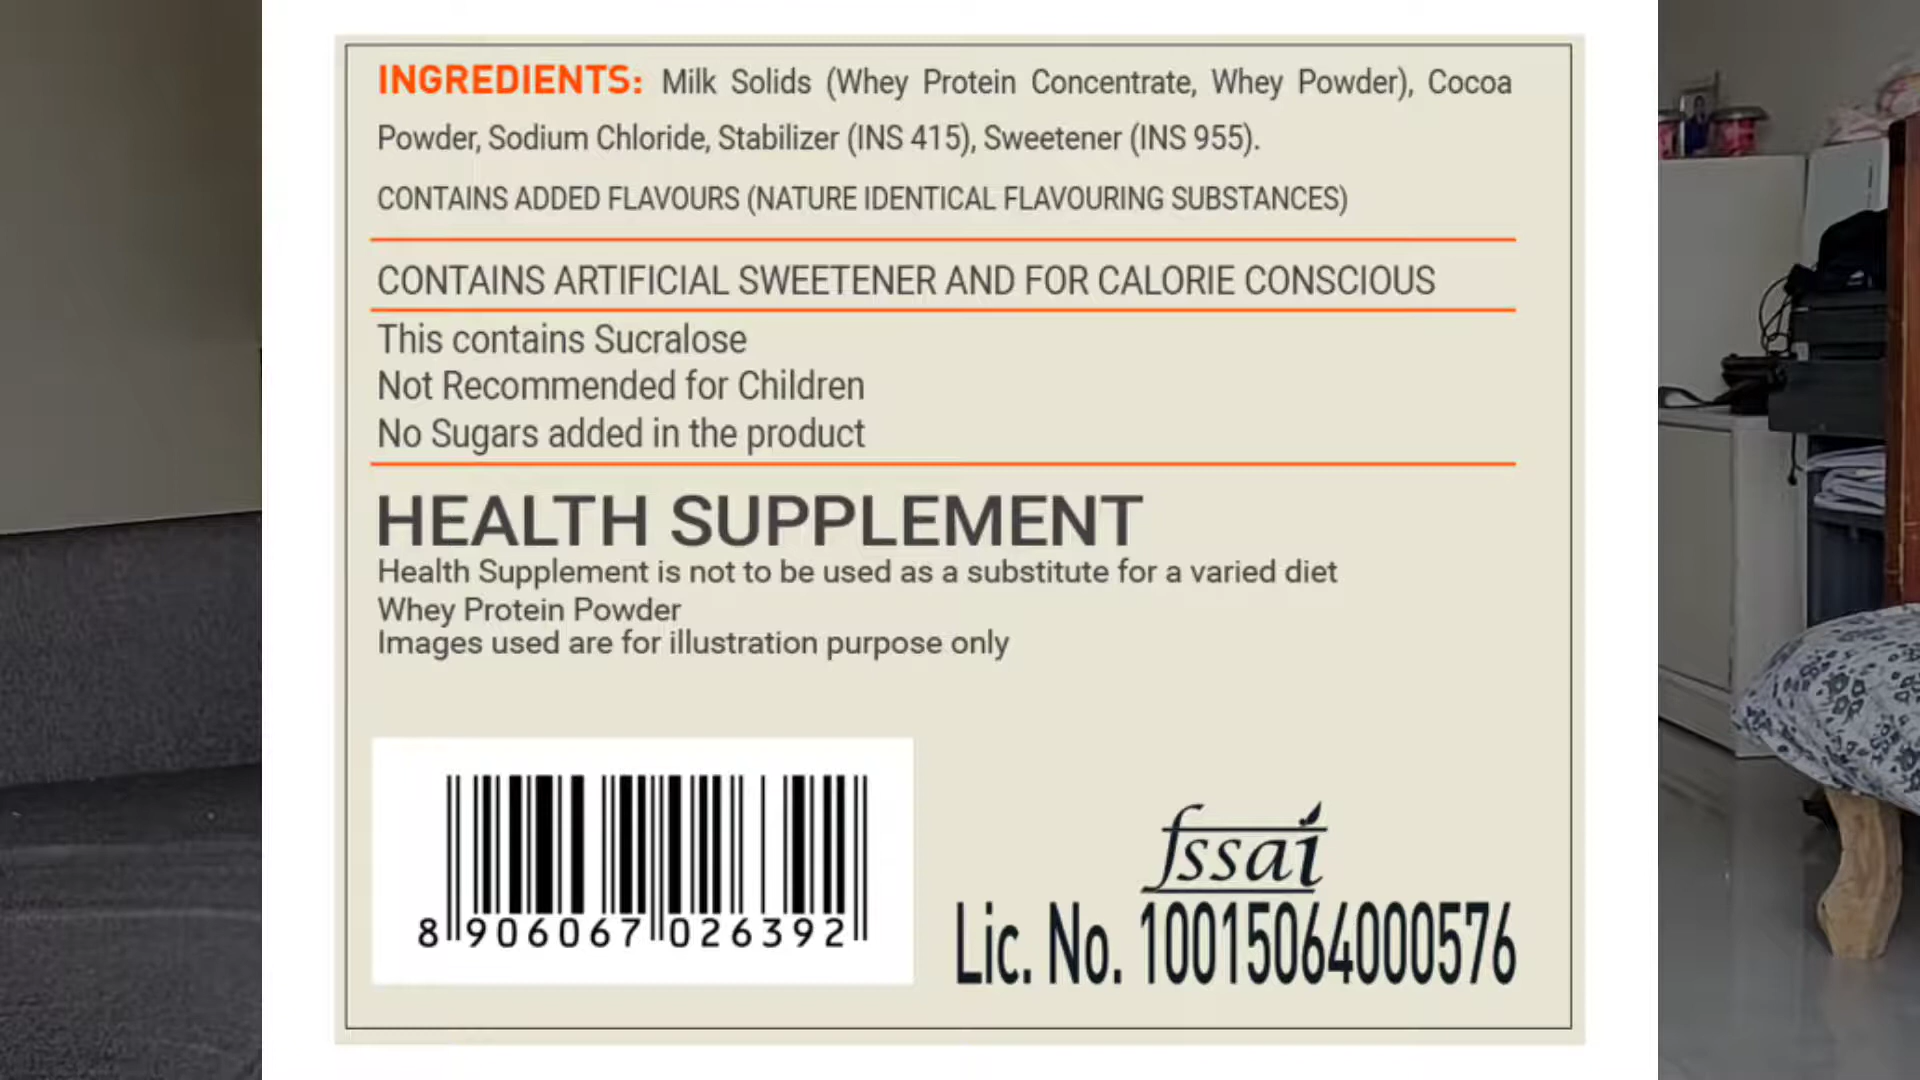 INGREDIENTS: Milk Solids (Whey Protein Concentrate, Whey Powder), Cocoa
Powder, Sodium Chloride, Stabilizer (INS 415), Sweetener (INS 955).
CONTAINS ADDED FLAVOURS (NATURE IDENTICAL FLAVOURING SUBSTANCES)
CONTAINS ARTIFICIAL SWEETENER AND FOR CALORIE CONSCIOUS
This contains Sucralose
Not Recommended for Children
No Sugars added in the product
HEALTH SUPPLEMENT
Health Supplement is not to be used as a substitute for a varied diet
Whey Protein Powder
Images used are for illustration purpose only
8 906067 026392
fssai
Lic. No. 10015064000576